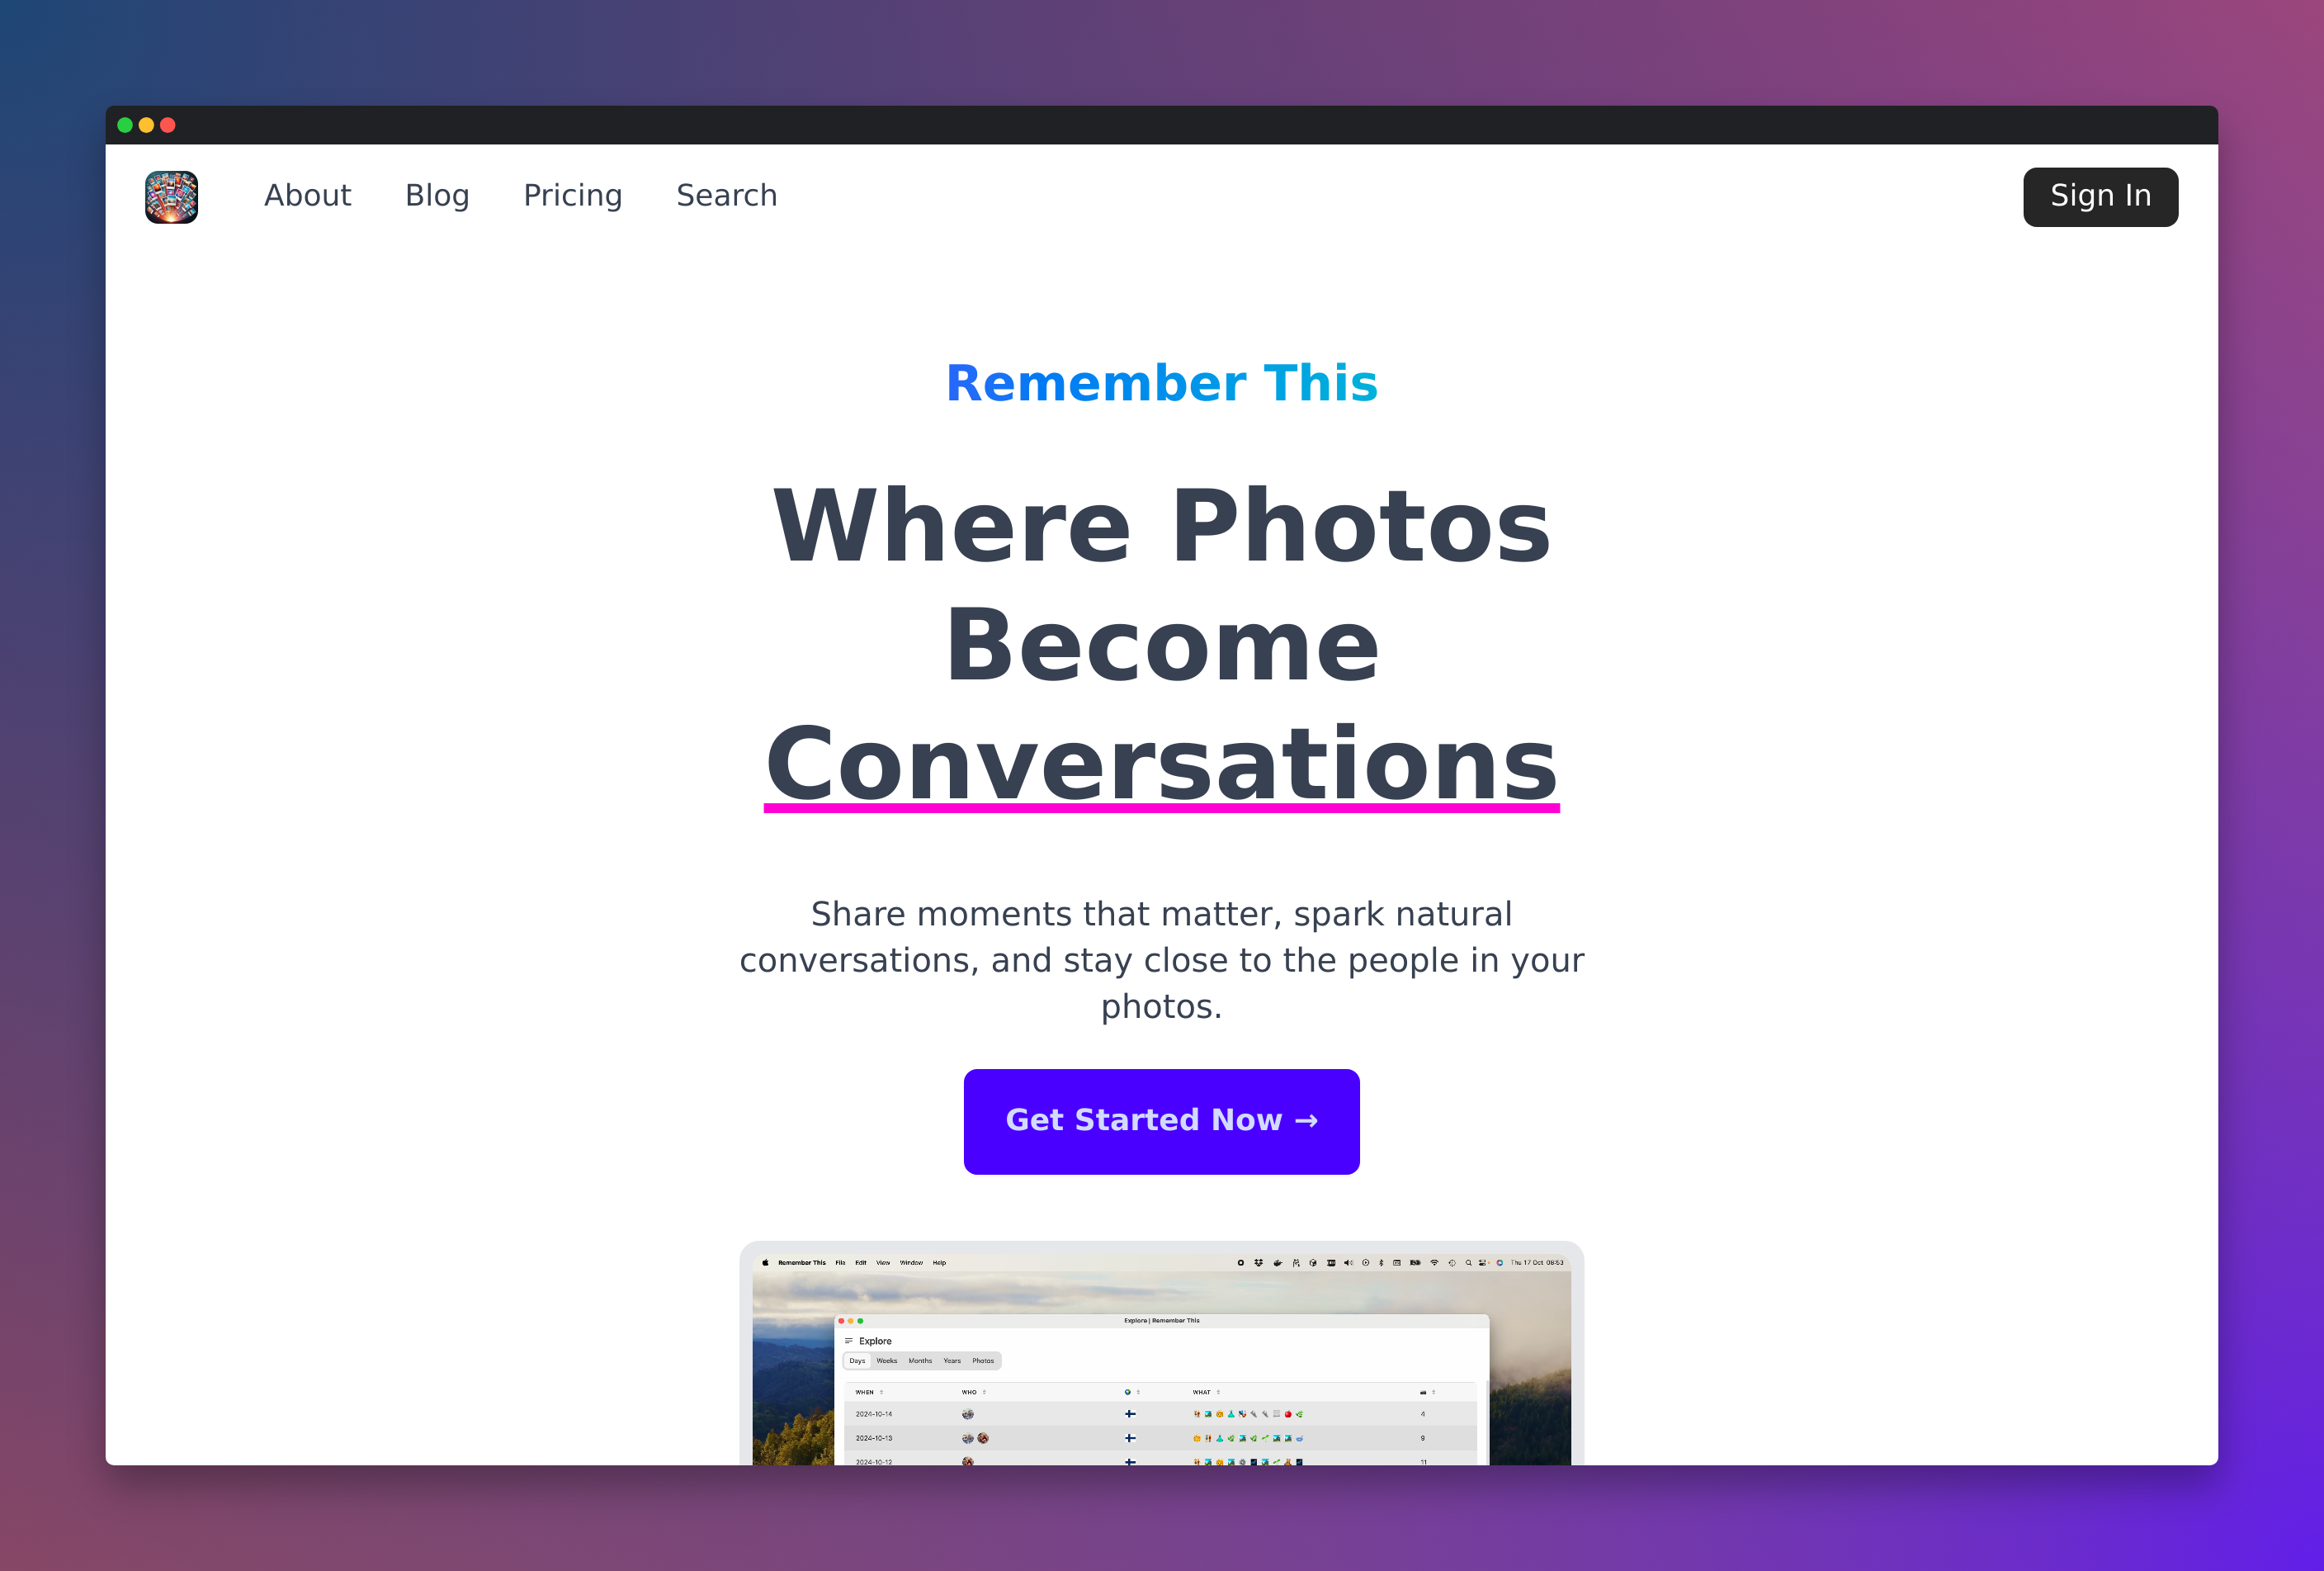 About Blog Pricing Search Sign In
Remember This
Where Photos
Become
Conversations
Share moments that matter, spark natural
conversations, and stay close to the people in your
photos.
Get Started Now →
Remember This File Edit View Window Help Thu 17 Oct 08:53
Explore | Remember This
Explore
Days Weeks Months Years Photos
WHEN WHO WHAT
2024-10-14 4
2024-10-13 9
2024-10-12 11